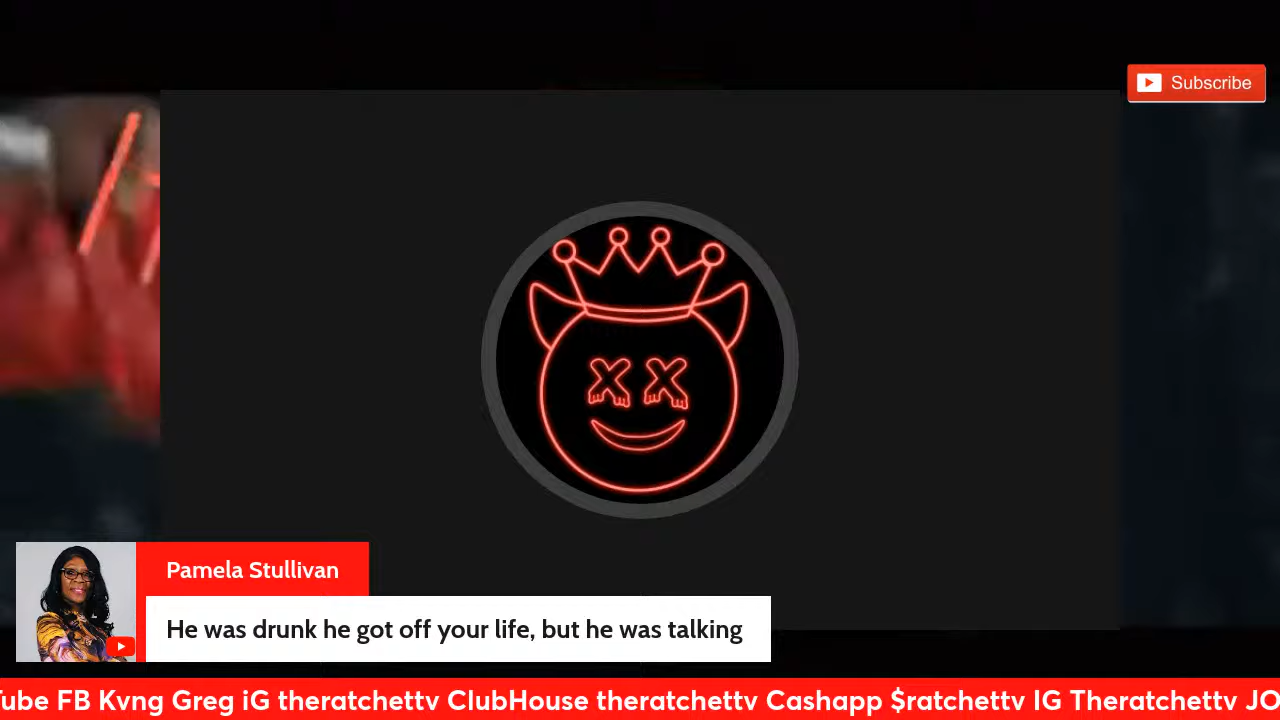 Subscribe
Pamela Stullivan
He was drunk he got off your life, but he was talking
Tube FB Kvng Greg iG theratchettv ClubHouse theratchettv Cashapp $ratchettv IG Theratchettv JO